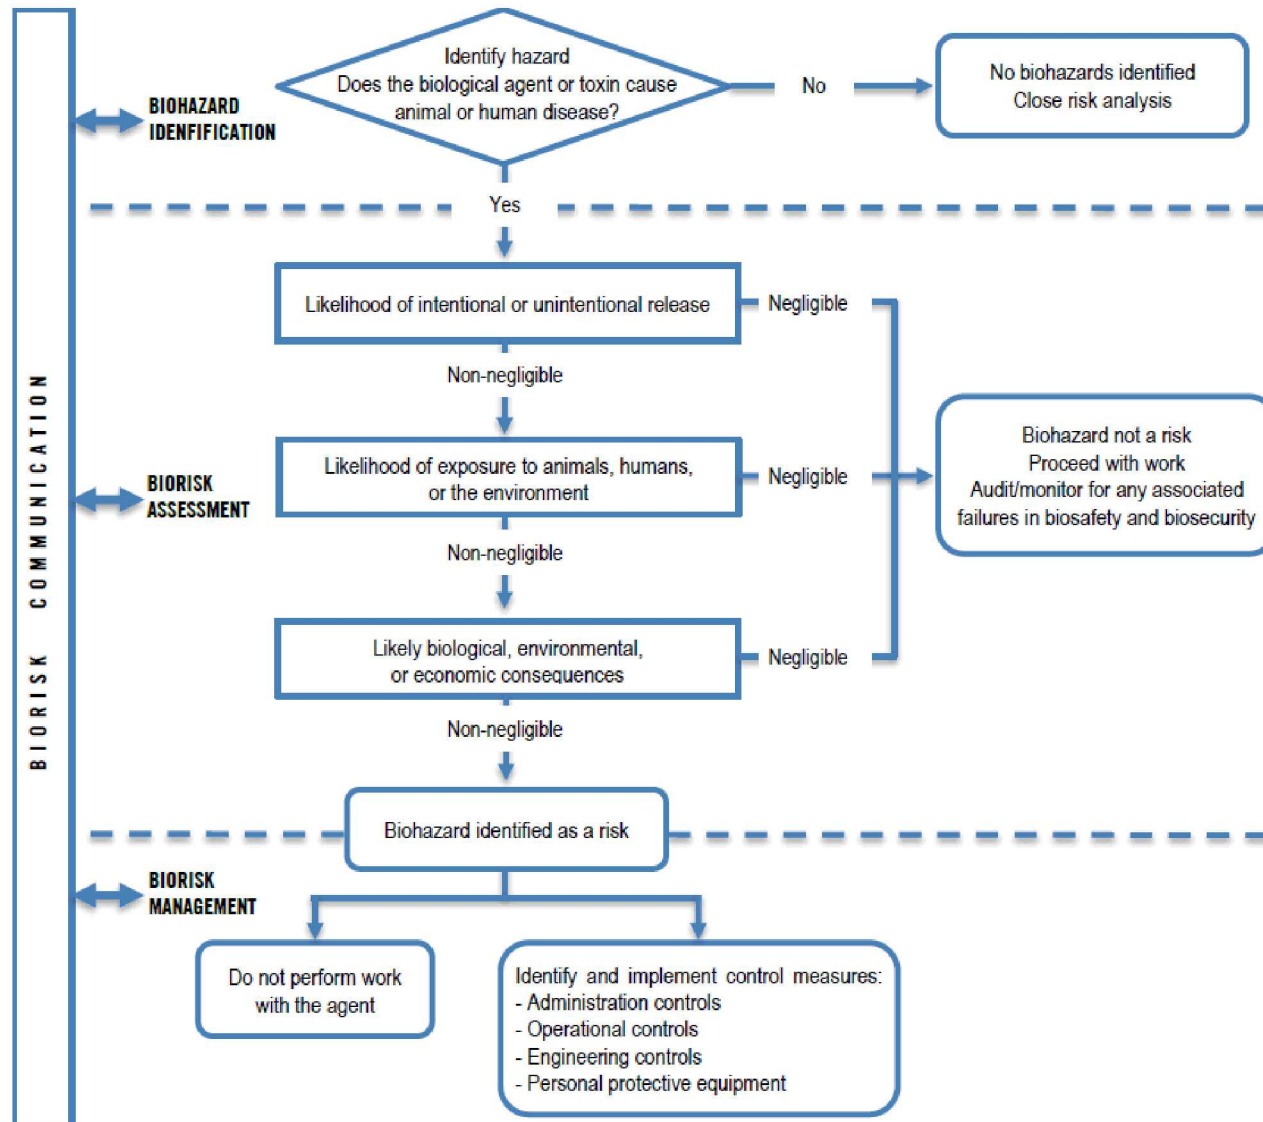 BIORISK COMMUNICATION
Identify hazard
Does the biological agent or toxin cause
animal or human disease?
No
No biohazards identified
Close risk analysis
BIOHAZARD
IDENFIFICATION
Yes
Likelihood of intentional or unintentional release
Negligible
Non-negligible
Likelihood of exposure to animals, humans,
or the environment
Negligible
Biohazard not a risk
Proceed with work
Audit/monitor for any associated
failures in biosafety and biosecurity
BIORISK
ASSESSMENT
Non-negligible
Likely biological, environmental,
or economic consequences
Negligible
Non-negligible
Biohazard identified as a risk
BIORISK
MANAGEMENT
Do not perform work
with the agent
Identify and implement control measures:
- Administration controls
- Operational controls
- Engineering controls
- Personal protective equipment